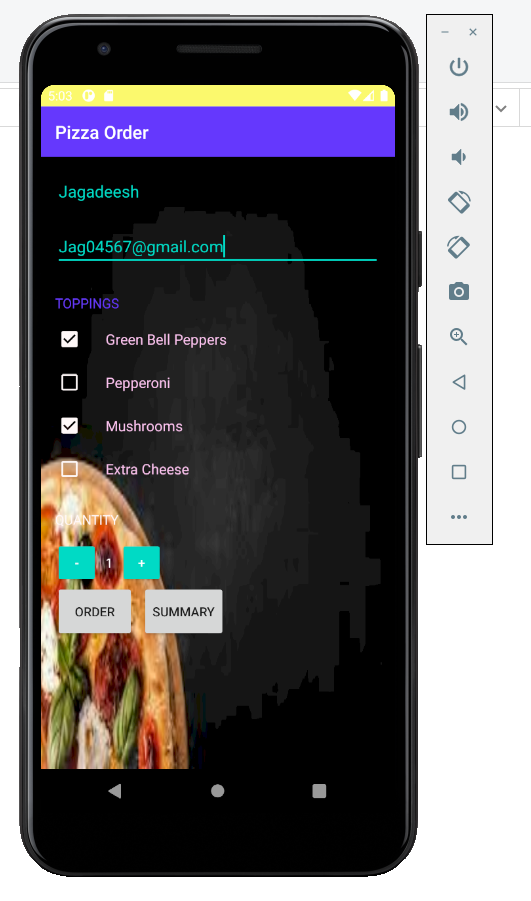 5:03
Pizza Order
Jagadeesh
Jag04567@gmail.com
TOPPINGS
Green Bell Peppers
Pepperoni
Mushrooms
Extra Cheese
QUANTITY
- 1 +
ORDER SUMMARY